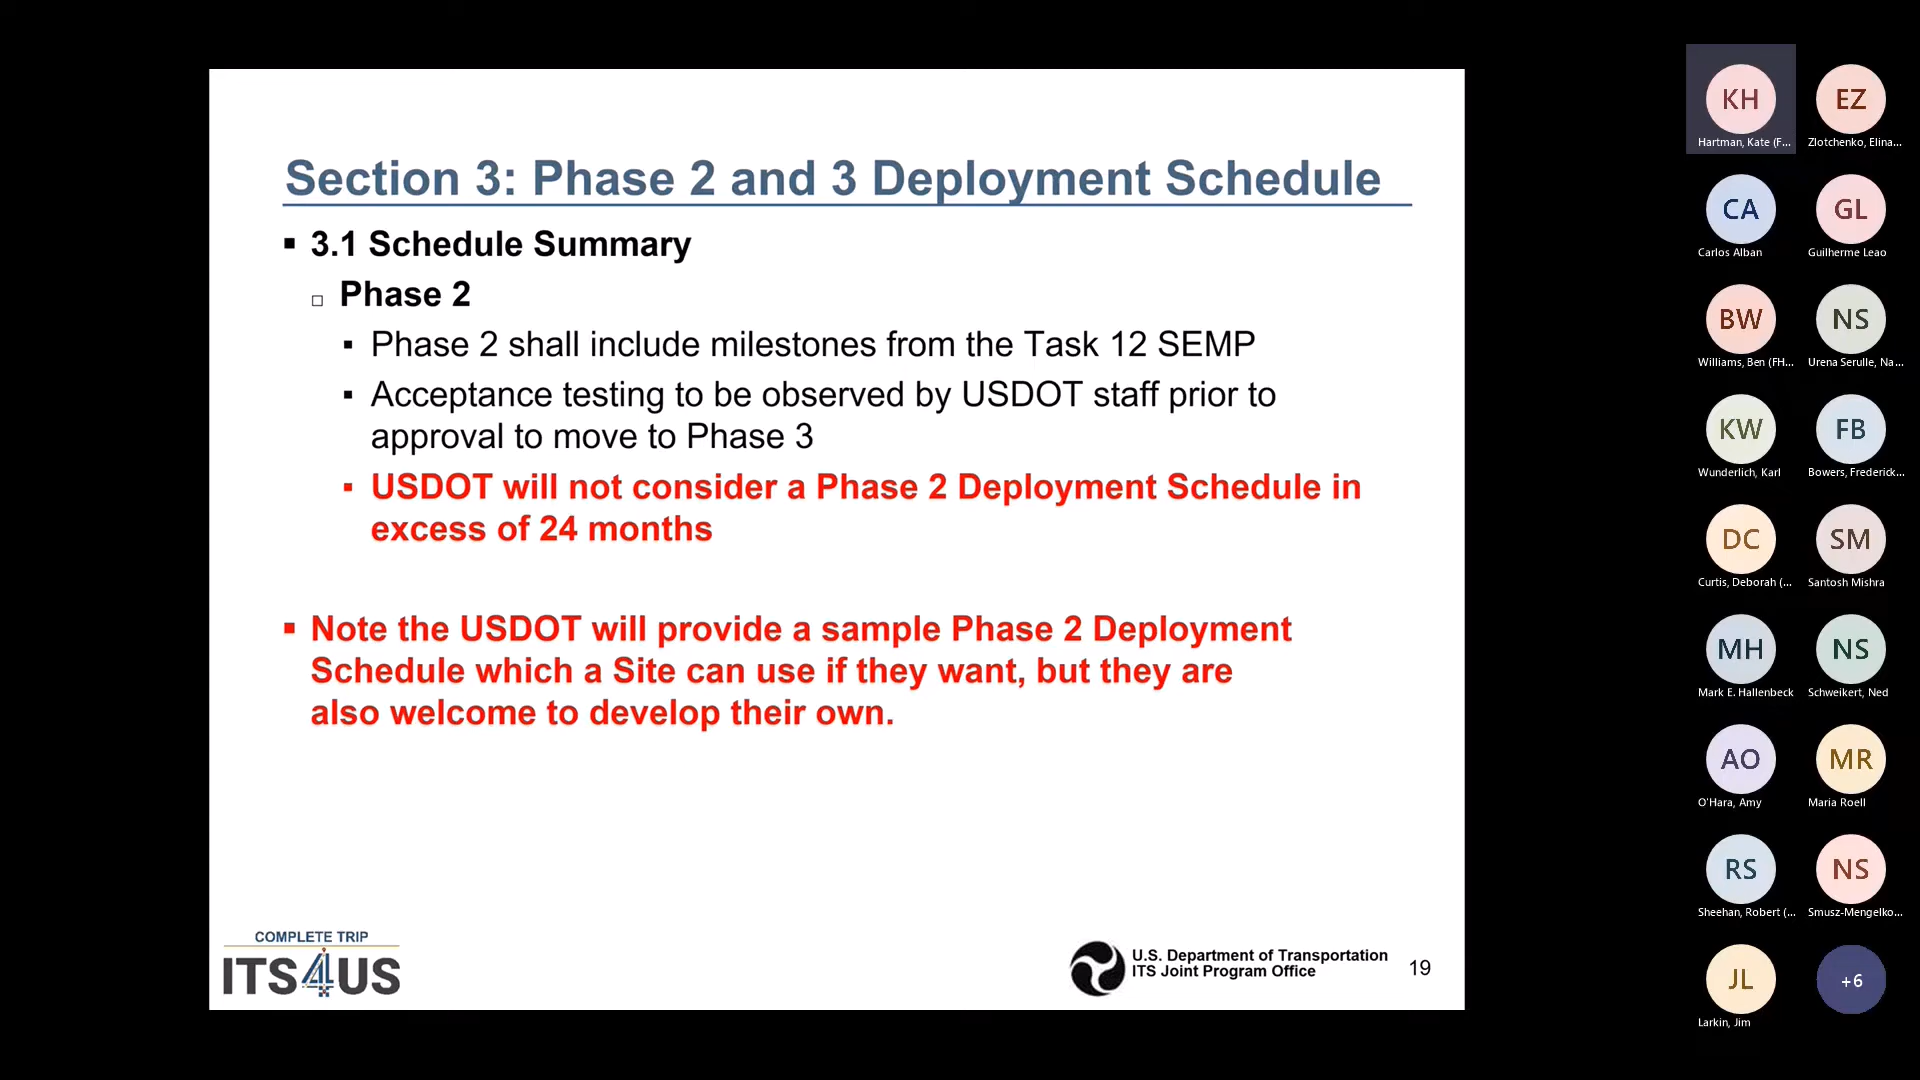 Section 3: Phase 2 and 3 Deployment Schedule
▪ 3.1 Schedule Summary
□ Phase 2
▪ Phase 2 shall include milestones from the Task 12 SEMP
▪ Acceptance testing to be observed by USDOT staff prior to
approval to move to Phase 3
▪ USDOT will not consider a Phase 2 Deployment Schedule in
excess of 24 months
▪ Note the USDOT will provide a sample Phase 2 Deployment
Schedule which a Site can use if they want, but they are
also welcome to develop their own.
COMPLETE TRIP
ITS4US
U.S. Department of Transportation
ITS Joint Program Office
19
KH
Hartman, Kate (F...
EZ
Zlotchenko, Elina...
CA
Carlos Alban
GL
Guilherme Leao
BW
Williams, Ben (FH...
NS
Urena Serulle, Na...
KW
Wunderlich, Karl
FB
Bowers, Frederick...
DC
Curtis, Deborah (...
SM
Santosh Mishra
MH
Mark E. Hallenbeck
NS
Schweikert, Ned
AO
O'Hara, Amy
MR
Maria Roell
RS
Sheehan, Robert (...
NS
Smusz-Mengelko...
JL
Larkin, Jim
+6